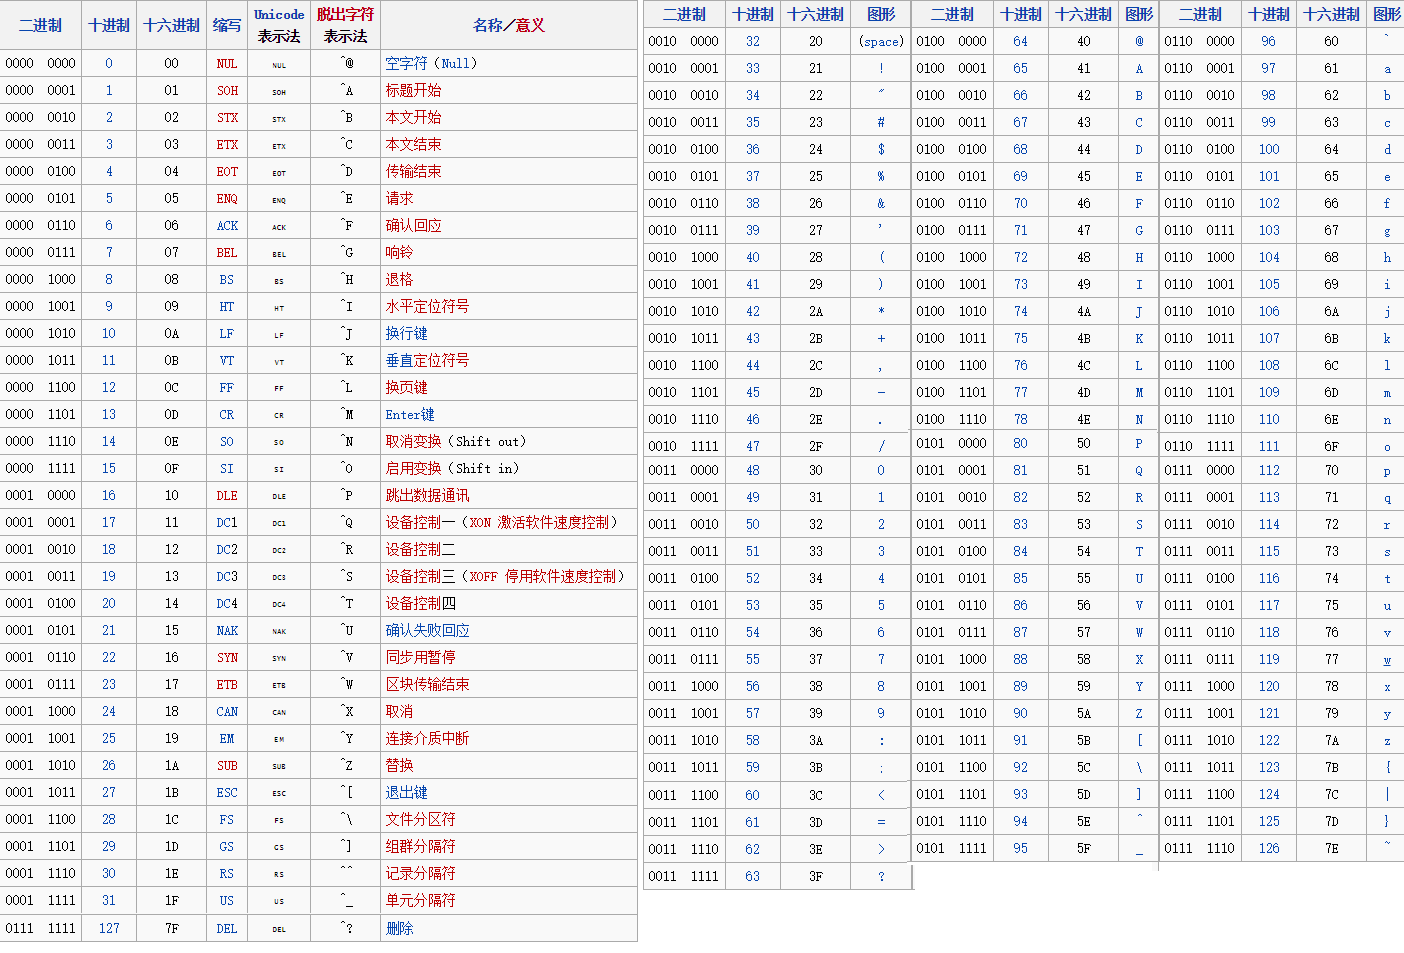 二进制 十进制 十六进制 缩写 Unicode表示法 脱出字符表示法 名称/意义
0000 0000 0 00 NUL NUL ^@ 空字符（Null）
0000 0001 1 01 SOH SOH ^A 标题开始
0000 0010 2 02 STX STX ^B 本文开始
0000 0011 3 03 ETX ETX ^C 本文结束
0000 0100 4 04 EOT EOT ^D 传输结束
0000 0101 5 05 ENQ ENQ ^E 请求
0000 0110 6 06 ACK ACK ^F 确认回应
0000 0111 7 07 BEL BEL ^G 响铃
0000 1000 8 08 BS BS ^H 退格
0000 1001 9 09 HT HT ^I 水平定位符号
0000 1010 10 0A LF LF ^J 换行键
0000 1011 11 0B VT VT ^K 垂直定位符号
0000 1100 12 0C FF FF ^L 换页键
0000 1101 13 0D CR CR ^M Enter键
0000 1110 14 0E SO SO ^N 取消变换（Shift out）
0000 1111 15 0F SI SI ^O 启用变换（Shift in）
0001 0000 16 10 DLE DLE ^P 跳出数据通讯
0001 0001 17 11 DC1 DC1 ^Q 设备控制一（XON 激活软件速度控制）
0001 0010 18 12 DC2 DC2 ^R 设备控制二
0001 0011 19 13 DC3 DC3 ^S 设备控制三（XOFF 停用软件速度控制）
0001 0100 20 14 DC4 DC4 ^T 设备控制四
0001 0101 21 15 NAK NAK ^U 确认失败回应
0001 0110 22 16 SYN SYN ^V 同步用暂停
0001 0111 23 17 ETB ETB ^W 区块传输结束
0001 1000 24 18 CAN CAN ^X 取消
0001 1001 25 19 EM EM ^Y 连接介质中断
0001 1010 26 1A SUB SUB ^Z 替换
0001 1011 27 1B ESC ESC ^[ 退出键
0001 1100 28 1C FS FS ^\ 文件分区符
0001 1101 29 1D GS GS ^] 组群分隔符
0001 1110 30 1E RS RS ^^ 记录分隔符
0001 1111 31 1F US US ^_ 单元分隔符
0111 1111 127 7F DEL DEL ^? 删除
二进制 十进制 十六进制 图形
0010 0000 32 20 (space)
0010 0001 33 21 !
0010 0010 34 22 "
0010 0011 35 23 #
0010 0100 36 24 $
0010 0101 37 25 %
0010 0110 38 26 &
0010 0111 39 27 '
0010 1000 40 28 (
0010 1001 41 29 )
0010 1010 42 2A *
0010 1011 43 2B +
0010 1100 44 2C ,
0010 1101 45 2D -
0010 1110 46 2E .
0010 1111 47 2F /
0011 0000 48 30 0
0011 0001 49 31 1
0011 0010 50 32 2
0011 0011 51 33 3
0011 0100 52 34 4
0011 0101 53 35 5
0011 0110 54 36 6
0011 0111 55 37 7
0011 1000 56 38 8
0011 1001 57 39 9
0011 1010 58 3A :
0011 1011 59 3B ;
0011 1100 60 3C <
0011 1101 61 3D =
0011 1110 62 3E >
0011 1111 63 3F ?
二进制 十进制 十六进制 图形
0100 0000 64 40 @
0100 0001 65 41 A
0100 0010 66 42 B
0100 0011 67 43 C
0100 0100 68 44 D
0100 0101 69 45 E
0100 0110 70 46 F
0100 0111 71 47 G
0100 1000 72 48 H
0100 1001 73 49 I
0100 1010 74 4A J
0100 1011 75 4B K
0100 1100 76 4C L
0100 1101 77 4D M
0100 1110 78 4E N
0101 0000 80 50 P
0101 0001 81 51 Q
0101 0010 82 52 R
0101 0011 83 53 S
0101 0100 84 54 T
0101 0101 85 55 U
0101 0110 86 56 V
0101 0111 87 57 W
0101 1000 88 58 X
0101 1001 89 59 Y
0101 1010 90 5A Z
0101 1011 91 5B [
0101 1100 92 5C \
0101 1101 93 5D ]
0101 1110 94 5E ^
0101 1111 95 5F _
二进制 十进制 十六进制 图形
0110 0000 96 60 `
0110 0001 97 61 a
0110 0010 98 62 b
0110 0011 99 63 c
0110 0100 100 64 d
0110 0101 101 65 e
0110 0110 102 66 f
0110 0111 103 67 g
0110 1000 104 68 h
0110 1001 105 69 i
0110 1010 106 6A j
0110 1011 107 6B k
0110 1100 108 6C l
0110 1101 109 6D m
0110 1110 110 6E n
0110 1111 111 6F o
0111 0000 112 70 p
0111 0001 113 71 q
0111 0010 114 72 r
0111 0011 115 73 s
0111 0100 116 74 t
0111 0101 117 75 u
0111 0110 118 76 v
0111 0111 119 77 w
0111 1000 120 78 x
0111 1001 121 79 y
0111 1010 122 7A z
0111 1011 123 7B {
0111 1100 124 7C |
0111 1101 125 7D }
0111 1110 126 7E ~